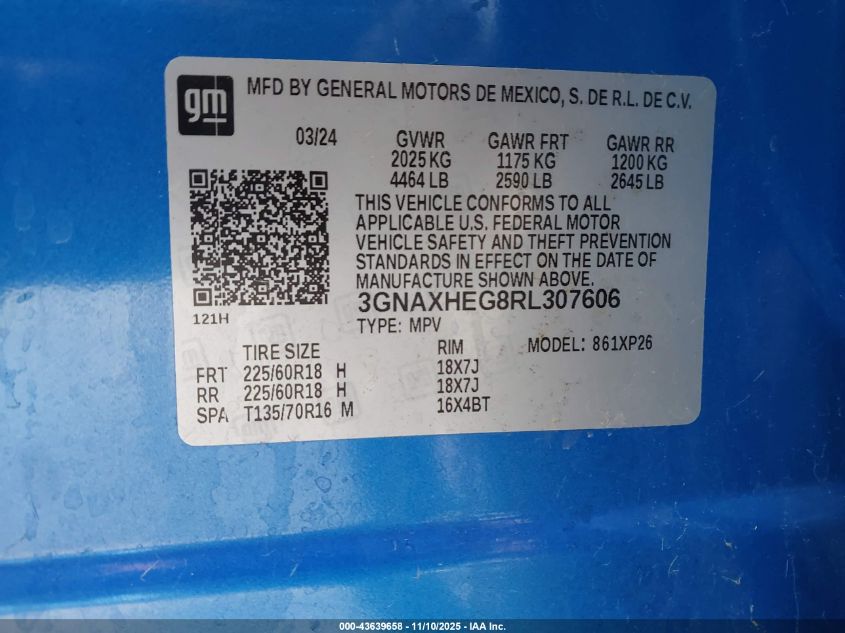 gm
MFD BY GENERAL MOTORS DE MEXICO, S. DE R.L. DE C.V.
03/24 GVWR GAWR FRT GAWR RR
2025 KG 1175 KG 1200 KG
4464 LB 2590 LB 2645 LB
THIS VEHICLE CONFORMS TO ALL
APPLICABLE U.S. FEDERAL MOTOR
VEHICLE SAFETY AND THEFT PREVENTION
STANDARDS IN EFFECT ON THE DATE OF
MANUFACTURE SHOWN ABOVE.
3GNAXHEG8RL307606
121H
TYPE: MPV
TIRE SIZE RIM MODEL: 861XP26
FRT 225/60R18 H 18X7J
RR 225/60R18 H 18X7J
SPA T135/70R16 M 16X4BT
000-43639658 - 11/10/2025 - IAA Inc.